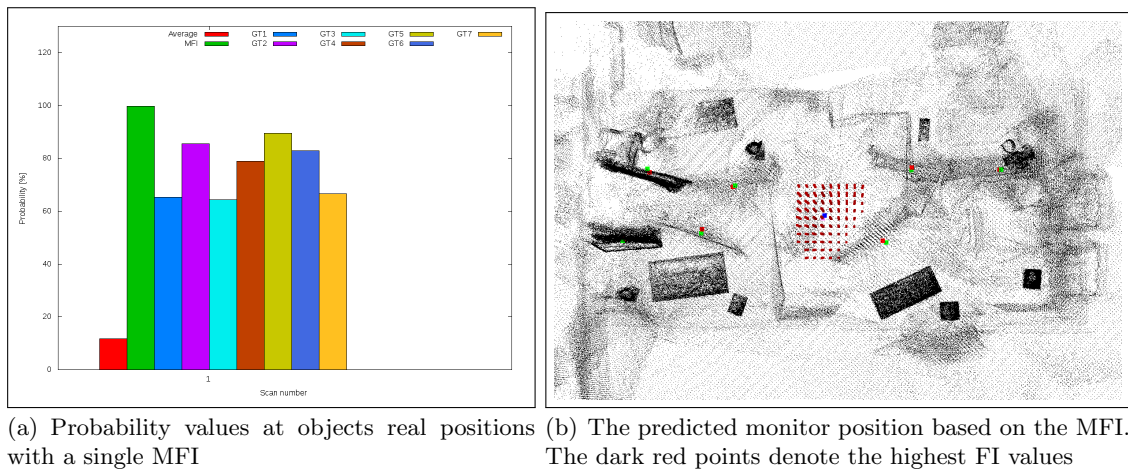 Average GT1 GT3 GT5 GT7
MFI GT2 GT4 GT6
120
100
80
60
40
20
0
Probability [%]
1
Scan number
(a) Probability values at objects real positions with a single MFI
(b) The predicted monitor position based on the MFI. The dark red points denote the highest FI values